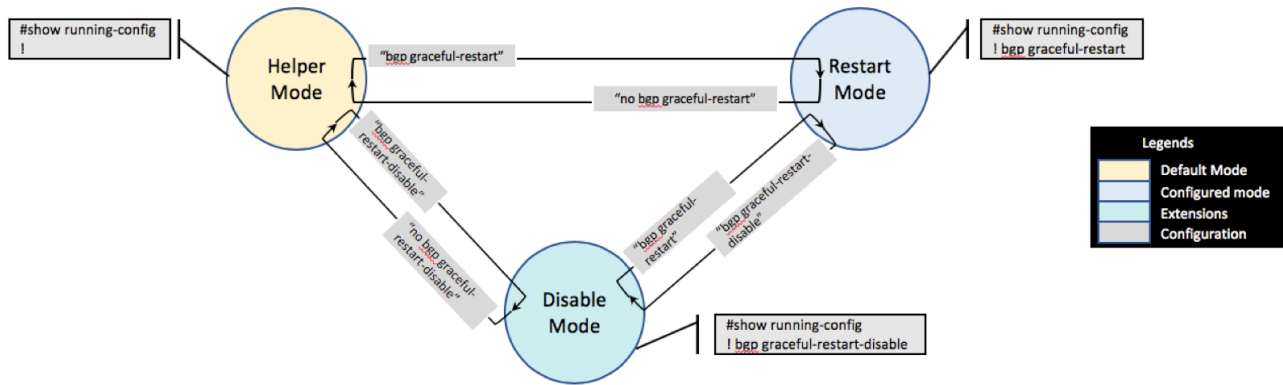 #show running-config
!
Helper
Mode
"bgp graceful-restart"
"no bgp graceful-restart"
Restart
Mode
#show running-config
! bgp graceful-restart
"bgp graceful-
restart-disable"
"no bgp graceful-
restart-disable"
"bgp graceful-
restart"
"bgp graceful-restart-
disable"
Disable
Mode
#show running-config
! bgp graceful-restart-disable
Legends
Default Mode
Configured mode
Extensions
Configuration